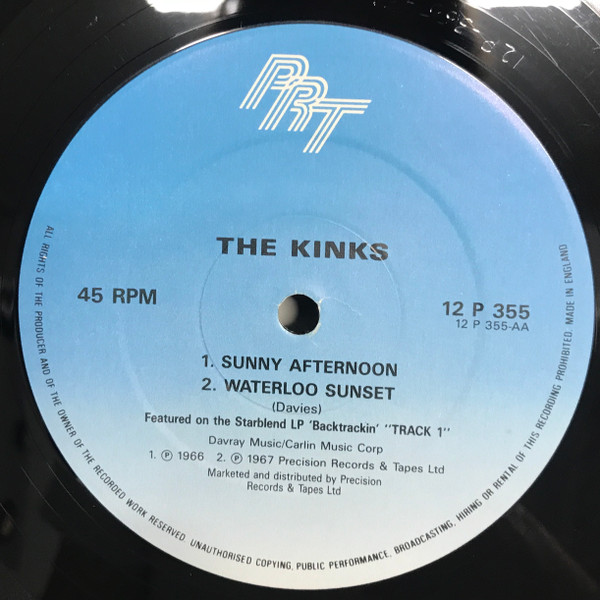 PRT
THE KINKS
45 RPM
12 P 355
12 P 355-AA
1. SUNNY AFTERNOON
2. WATERLOO SUNSET
(Davies)
Featured on the Starblend LP 'Backtrackin' "TRACK 1"
Davray Music/Carlin Music Corp
1. ℗ 1966 2. ℗ 1967 Precision Records & Tapes Ltd
Marketed and distributed by Precision
Records & Tapes Ltd
ALL RIGHTS OF THE PRODUCER AND OF THE OWNER OF THE RECORDED WORK RESERVED. UNAUTHORISED COPYING, PUBLIC PERFORMANCE, BROADCASTING, HIRING OR RENTAL OF THIS RECORDING PROHIBITED. MADE IN ENGLAND
12 P